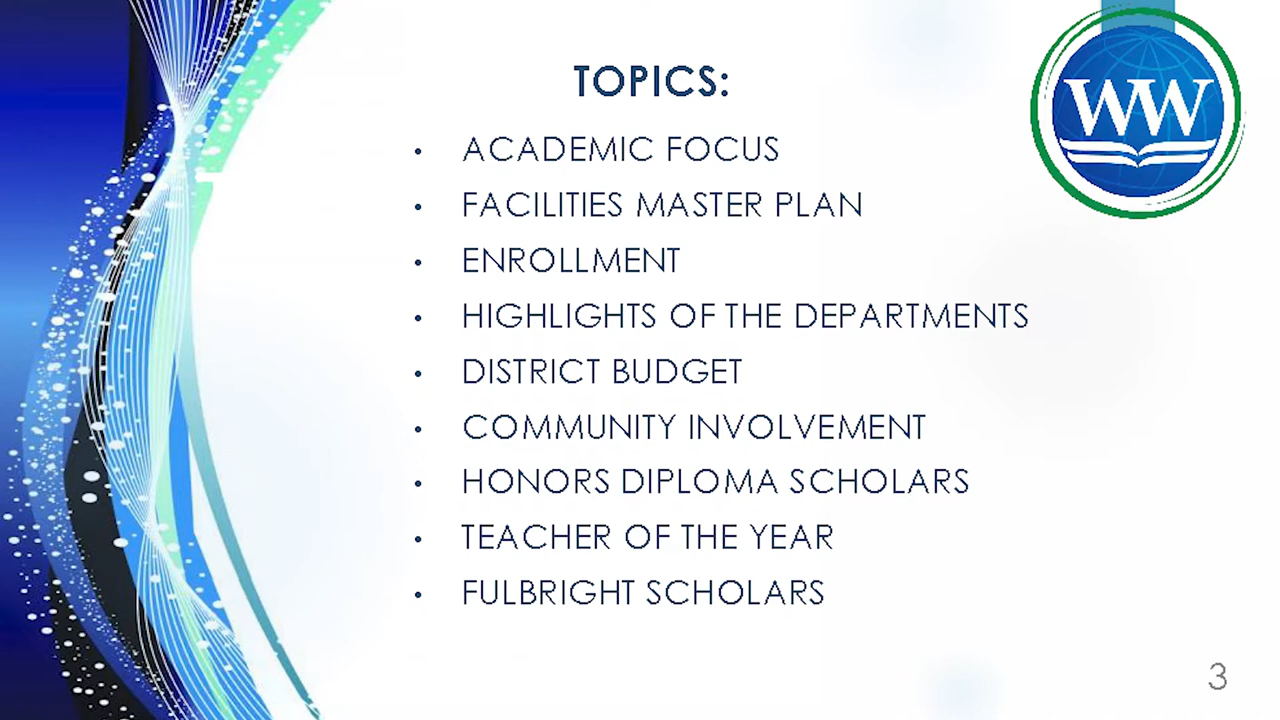 TOPICS:
WW
• ACADEMIC FOCUS
• FACILITIES MASTER PLAN
• ENROLLMENT
• HIGHLIGHTS OF THE DEPARTMENTS
• DISTRICT BUDGET
• COMMUNITY INVOLVEMENT
• HONORS DIPLOMA SCHOLARS
• TEACHER OF THE YEAR
• FULBRIGHT SCHOLARS
3